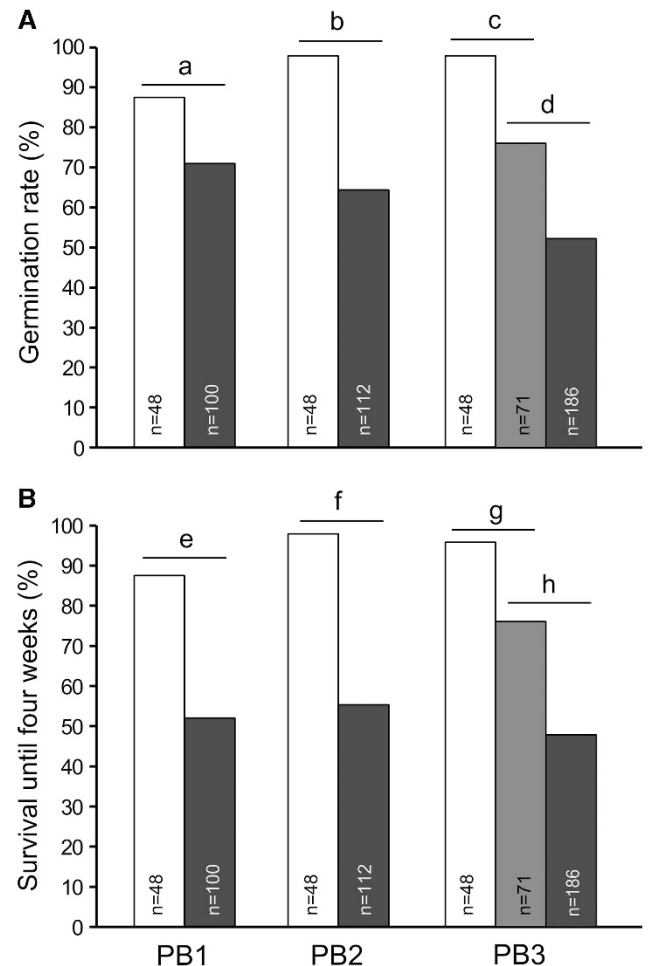 A
a
b
c
d
Germination rate (%)
100
90
80
70
60
50
40
30
20
10
0
n=48
n=100
n=48
n=112
n=48
n=71
n=186
B
e
f
g
h
Survival until four weeks (%)
100
90
80
70
60
50
40
30
20
10
0
n=48
n=100
n=48
n=112
n=48
n=71
n=186
PB1
PB2
PB3